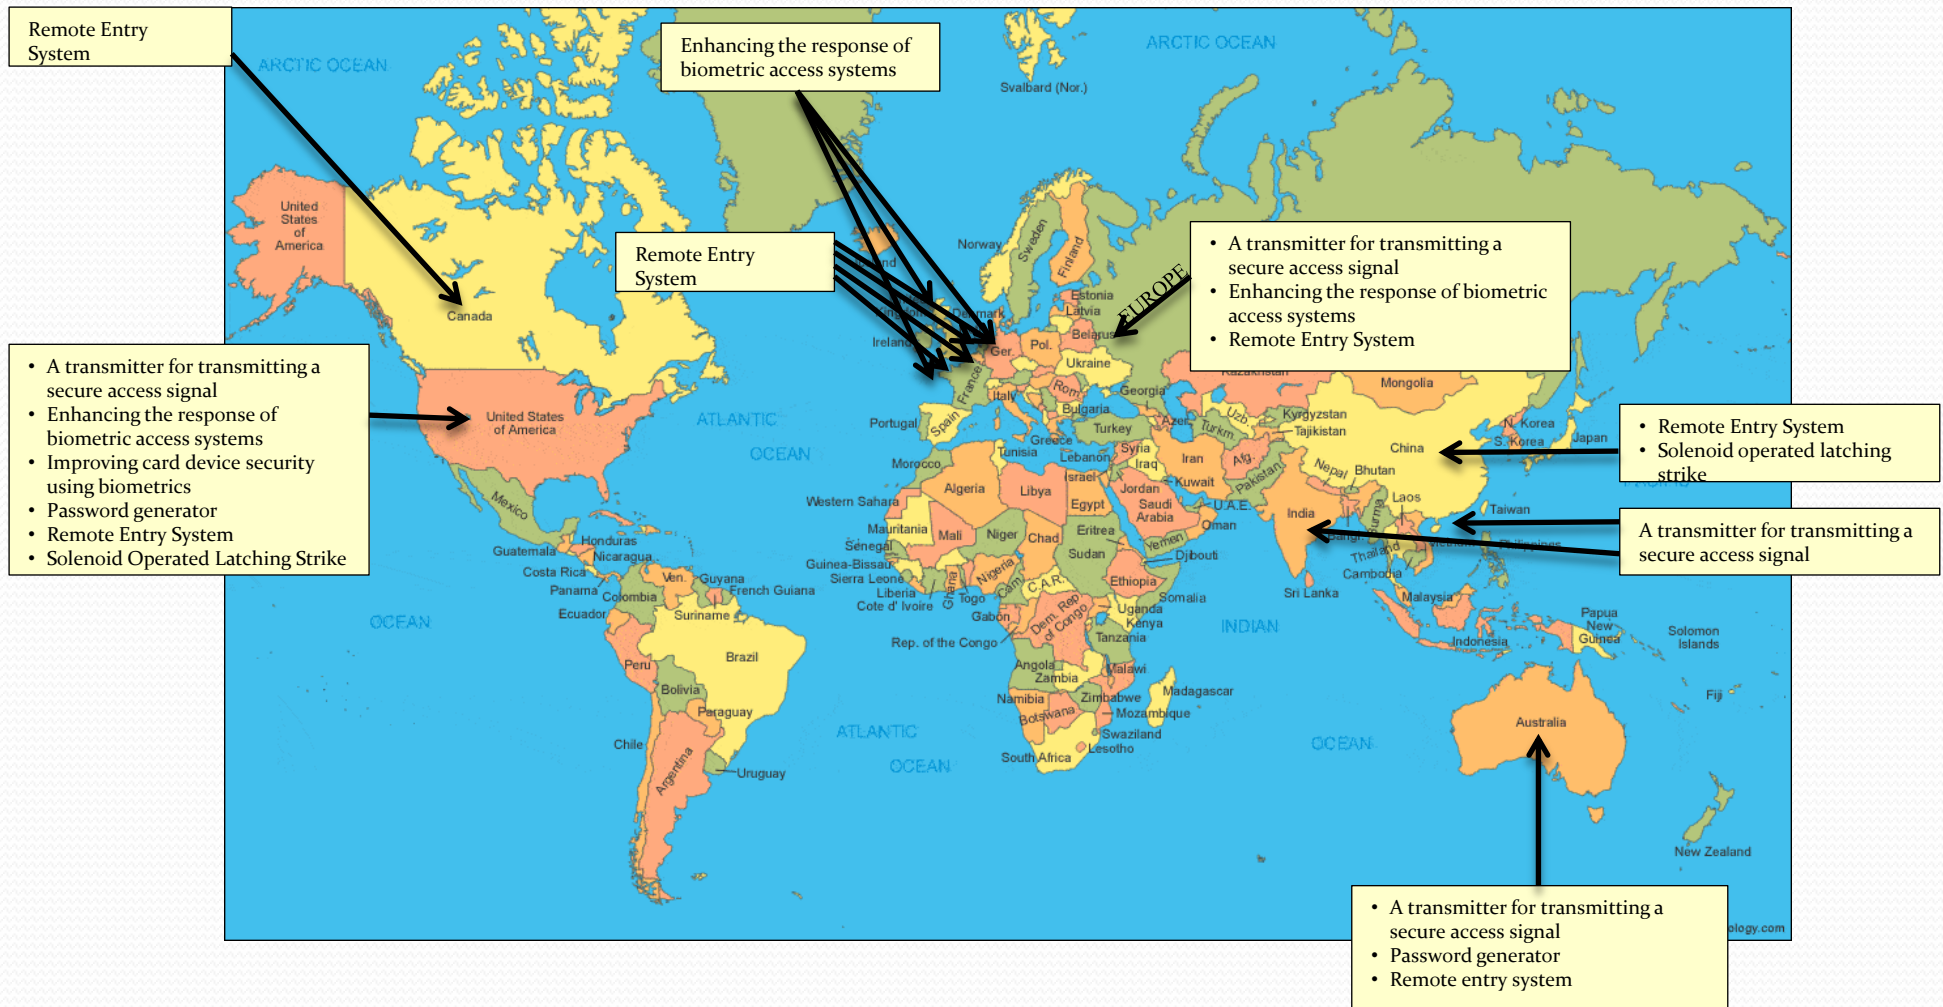 Remote Entry
System
Enhancing the response of
biometric access systems
Remote Entry
System
• A transmitter for transmitting a
secure access signal
• Enhancing the response of biometric
access systems
• Remote Entry System
EUROPE
• A transmitter for transmitting a
secure access signal
• Enhancing the response of
biometric access systems
• Improving card device security
using biometrics
• Password generator
• Remote Entry System
• Solenoid Operated Latching Strike
• Remote Entry System
• Solenoid operated latching
strike
A transmitter for transmitting a
secure access signal
• A transmitter for transmitting a
secure access signal
• Password generator
• Remote entry system
ARCTIC OCEAN
ARCTIC OCEAN
Svalbard (Nor.)
United
States
of
America
Canada
United States
of America
Mexico
Guatemala
Honduras
Nicaragua
Costa Rica
Panama
Colombia
Ven.
Guyana
French Guiana
Suriname
Ecuador
Peru
Brazil
Bolivia
Paraguay
Chile
Argentina
Uruguay
ATLANTIC
OCEAN
OCEAN
ATLANTIC
OCEAN
Norway
Sweden
Finland
Estonia
Latvia
Belarus
Denmark
Ireland
Ger.
Pol.
Ukraine
France
Italy
Rom.
Bulgaria
Portugal
Spain
Greece
Turkey
Georgia
Azer.
Kazakhstan
Uzb.
Turkm.
Kyrgyzstan
Tajikistan
Mongolia
China
N. Korea
S. Korea
Japan
Morocco
Tunisia
Lebanon
Israel
Syria
Iraq
Iran
Afg.
Pakistan
Nepal
Bhutan
Kuwait
Jordan
Saudi
Arabia
U.A.E.
Oman
Yemen
India
Laos
Taiwan
Thailand
Cambodia
Philippines
Sri Lanka
Malaysia
Indonesia
Papua
New
Guinea
Solomon
Islands
Fiji
Australia
New Zealand
Western Sahara
Algeria
Libya
Egypt
Mauritania
Mali
Niger
Chad
Sudan
Eritrea
Djibouti
Senegal
Guinea-Bissau
Sierra Leone
Liberia
Cote d' Ivoire
Ghana
Togo
Nigeria
Cam.
C.A.R.
Ethiopia
Somalia
Gabon
Rep. of the Congo
Dem. Rep.
of Congo
Uganda
Kenya
Tanzania
Angola
Zambia
Malawi
Namibia
Botswana
Zimbabwe
Mozambique
Madagascar
Swaziland
Lesotho
South Africa
INDIAN
OCEAN
ology.com